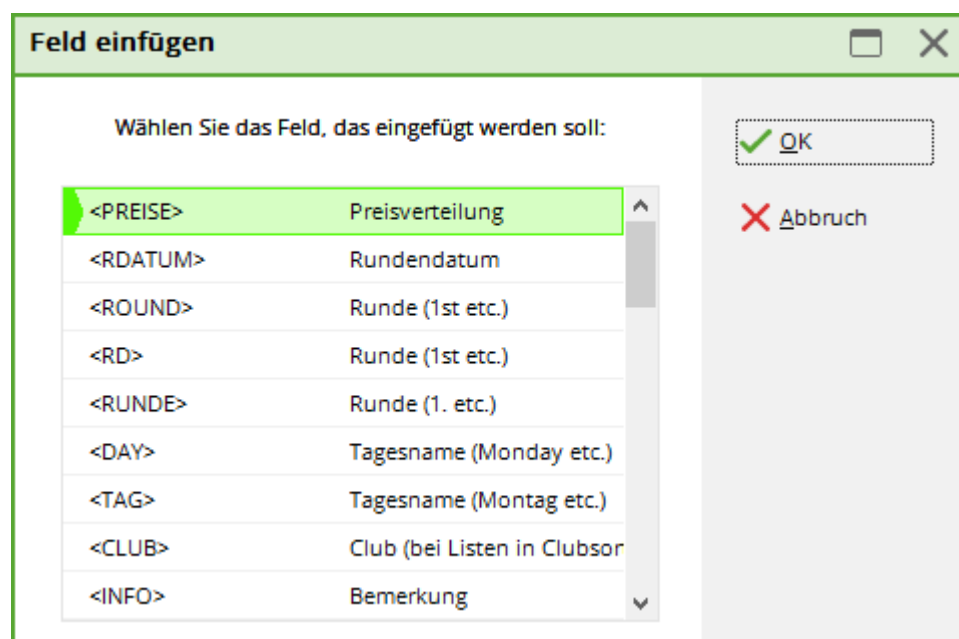 Feld einfügen
Wählen Sie das Feld, das eingefügt werden soll:
OK
Abbruch
<PREISE> Preisverteilung
<RDATUM> Rundendatum
<ROUND> Runde (1st etc.)
<RD> Runde (1st etc.)
<RUNDE> Runde (1. etc.)
<DAY> Tagesname (Monday etc.)
<TAG> Tagesname (Montag etc.)
<CLUB> Club (bei Listen in Clubsor
<INFO> Bemerkung